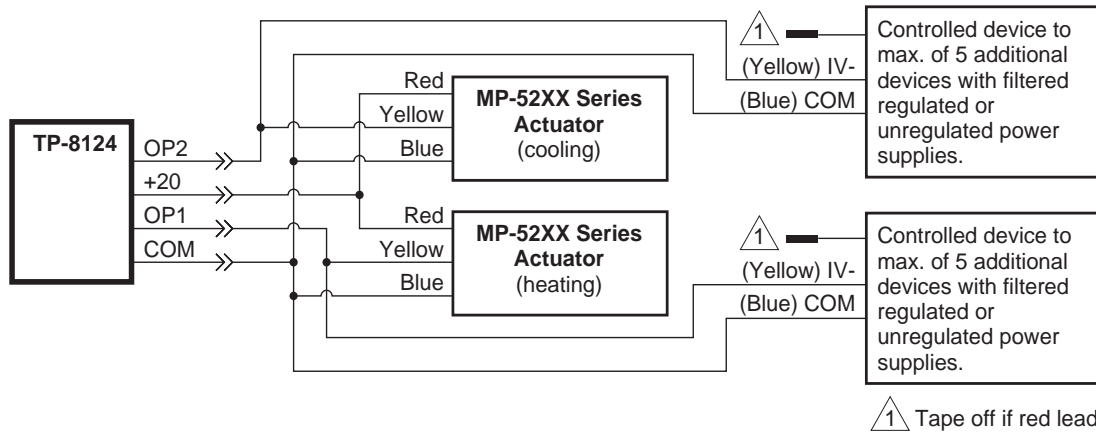 TP-8124
OP2
+20
OP1
COM
Red
Yellow
Blue
MP-52XX Series
Actuator
(cooling)
Red
Yellow
Blue
MP-52XX Series
Actuator
(heating)
1
(Yellow) IV-
(Blue) COM
Controlled device to
max. of 5 additional
devices with filtered
regulated or
unregulated power
supplies.
1
(Yellow) IV-
(Blue) COM
Controlled device to
max. of 5 additional
devices with filtered
regulated or
unregulated power
supplies.
1 Tape off if red lead